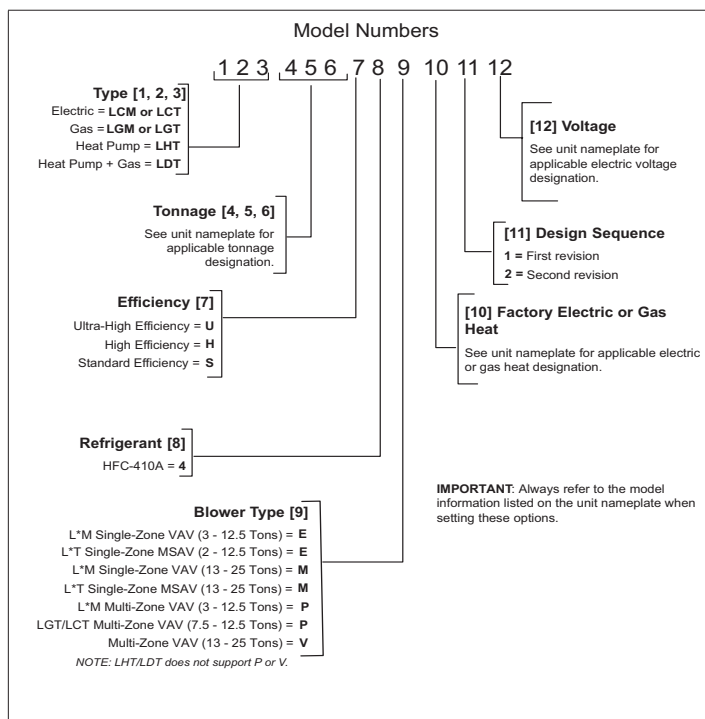 Model Numbers
1 2 3 4 5 6 7 8 9 10 11 12
Type [1, 2, 3]
Electric = LCM or LCT
Gas = LGM or LGT
Heat Pump = LHT
Heat Pump + Gas = LDT
Tonnage [4, 5, 6]
See unit nameplate for
applicable tonnage
designation.
Efficiency [7]
Ultra-High Efficiency = U
High Efficiency = H
Standard Efficiency = S
Refrigerant [8]
HFC-410A = 4
Blower Type [9]
L*M Single-Zone VAV (3 - 12.5 Tons) = E
L*T Single-Zone MSAV (2 - 12.5 Tons) = E
L*M Single-Zone VAV (13 - 25 Tons) = M
L*T Single-Zone MSAV (13 - 25 Tons) = M
L*M Multi-Zone VAV (3 - 12.5 Tons) = P
LGT/LCT Multi-Zone VAV (7.5 - 12.5 Tons) = P
Multi-Zone VAV (13 - 25 Tons) = V
NOTE: LHT/LDT does not support P or V.
[12] Voltage
See unit nameplate for
applicable electric voltage
designation.
[11] Design Sequence
1 = First revision
2 = Second revision
[10] Factory Electric or Gas
Heat
See unit nameplate for applicable electric
or gas heat designation.
IMPORTANT: Always refer to the model
information listed on the unit nameplate when
setting these options.